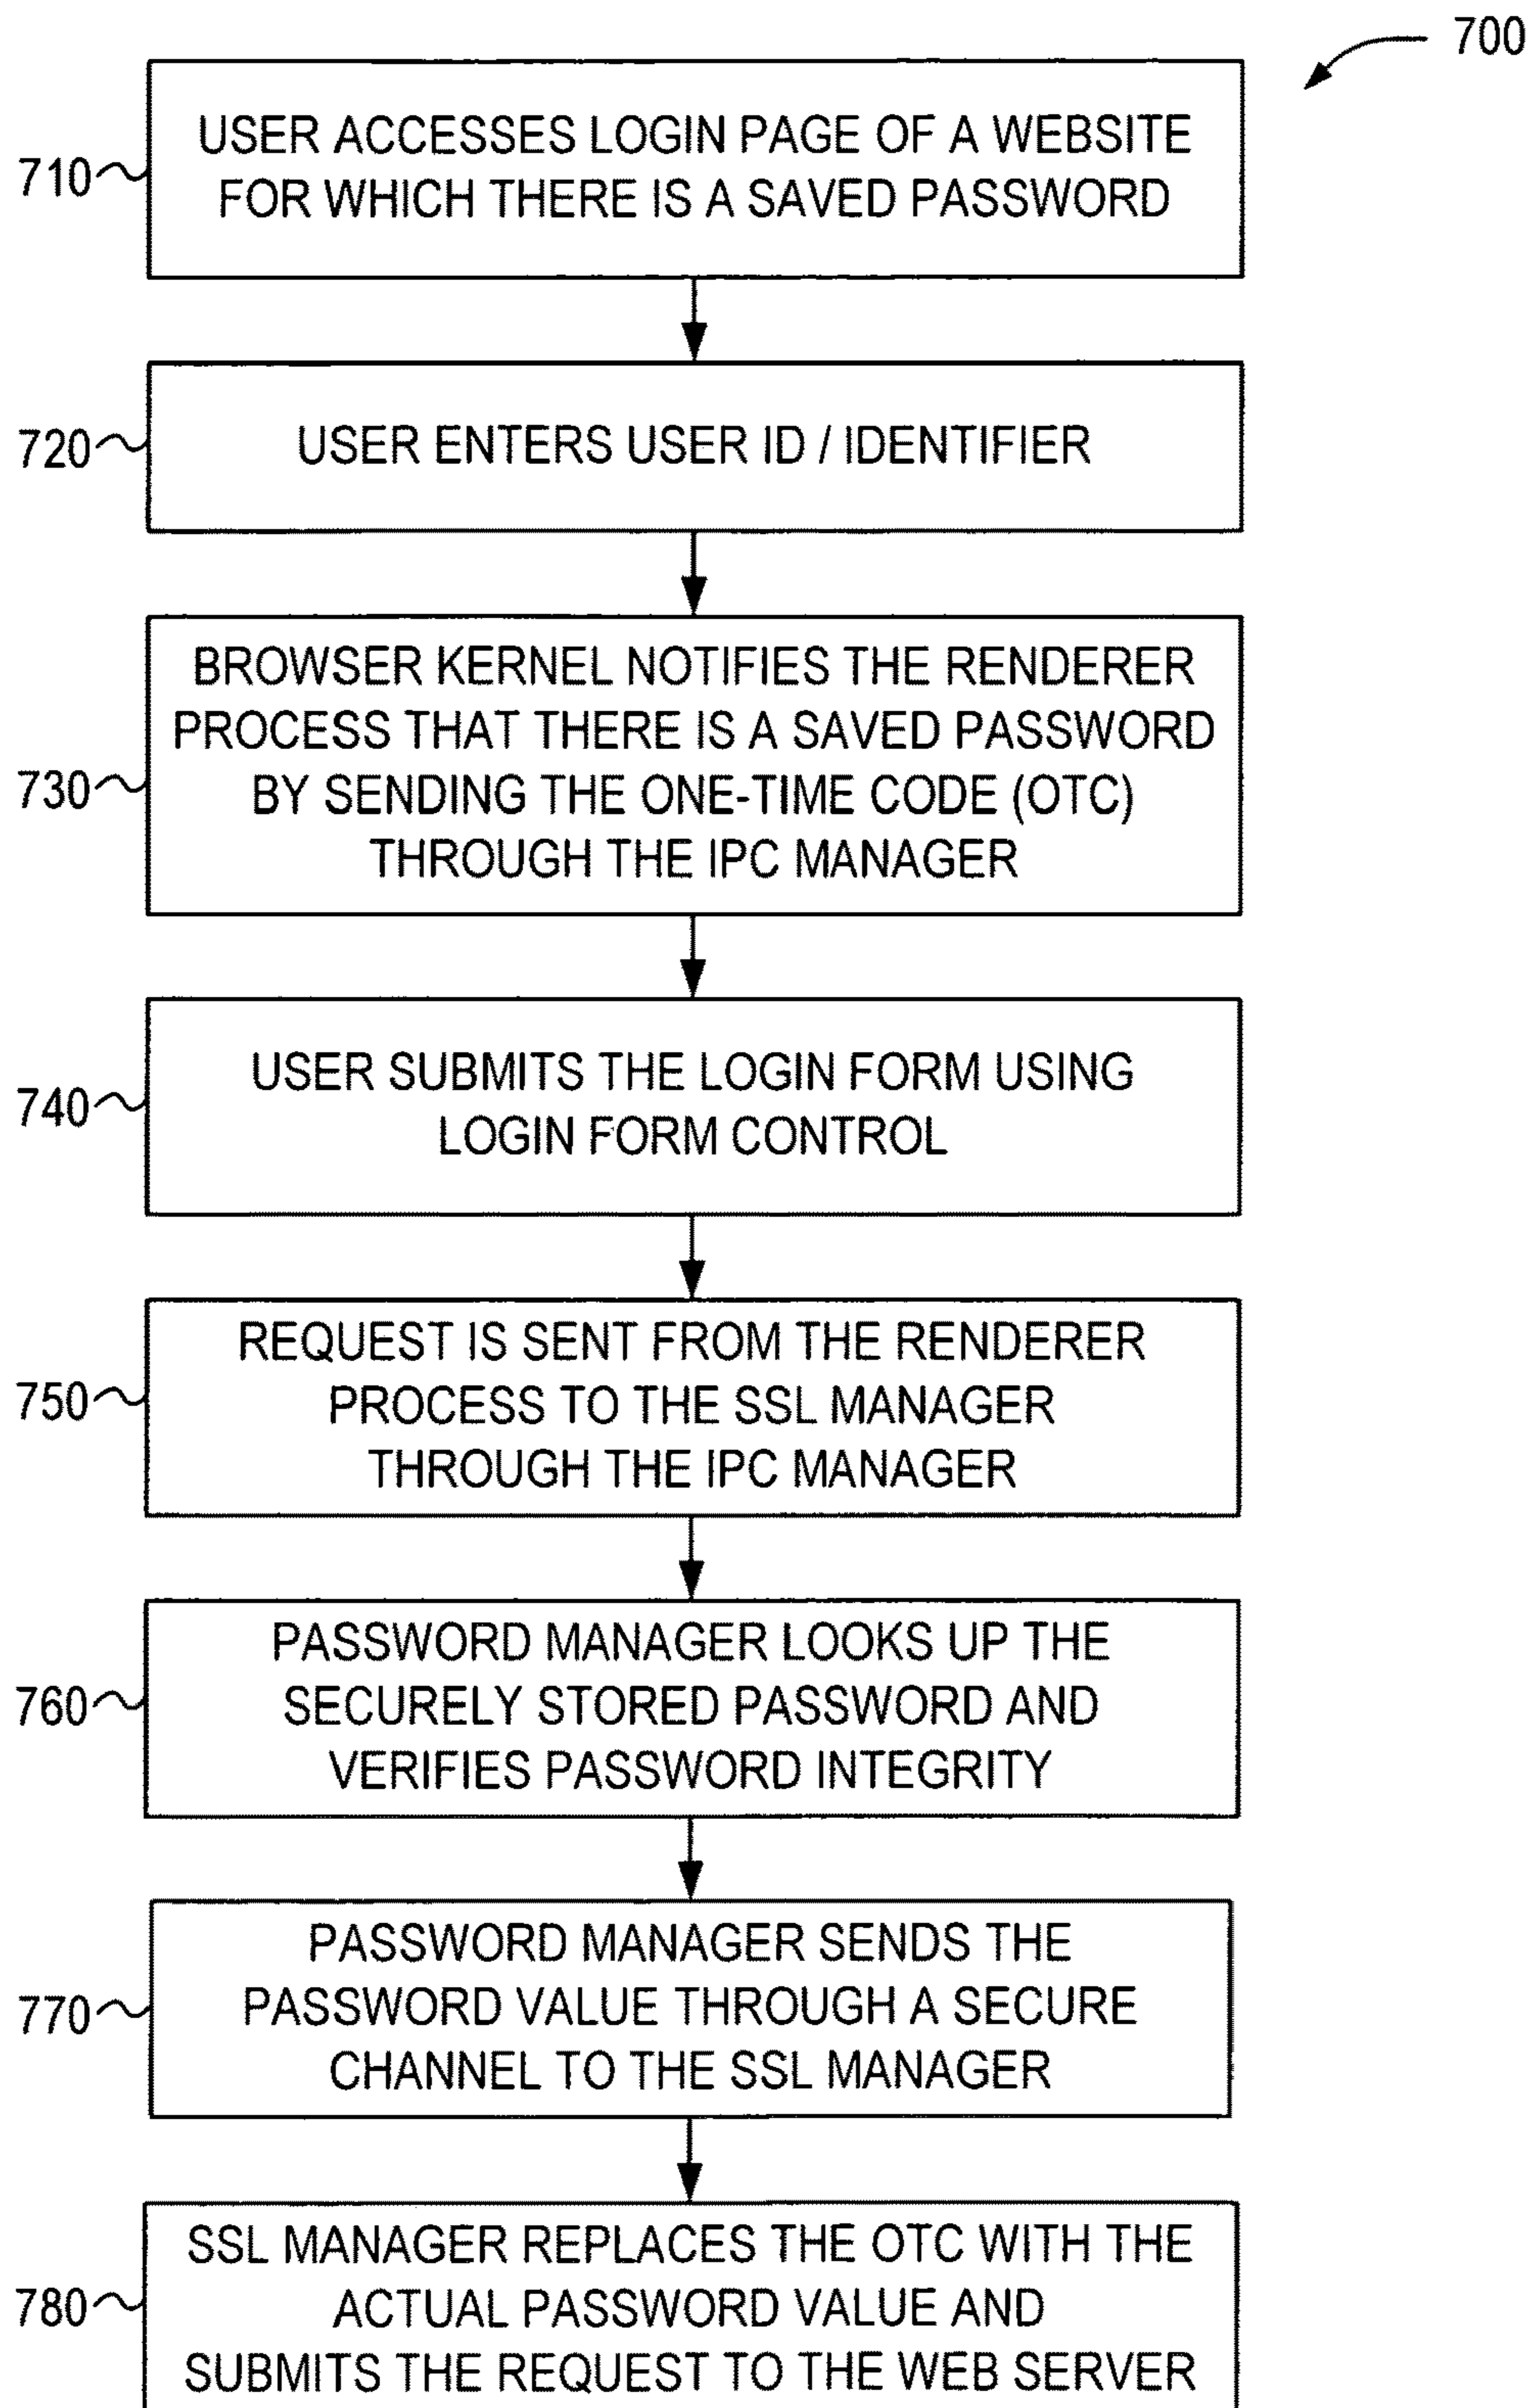 700
710
USER ACCESSES LOGIN PAGE OF A WEBSITE
FOR WHICH THERE IS A SAVED PASSWORD
720
USER ENTERS USER ID / IDENTIFIER
730
BROWSER KERNEL NOTIFIES THE RENDERER
PROCESS THAT THERE IS A SAVED PASSWORD
BY SENDING THE ONE-TIME CODE (OTC)
THROUGH THE IPC MANAGER
740
USER SUBMITS THE LOGIN FORM USING
LOGIN FORM CONTROL
750
REQUEST IS SENT FROM THE RENDERER
PROCESS TO THE SSL MANAGER
THROUGH THE IPC MANAGER
760
PASSWORD MANAGER LOOKS UP THE
SECURELY STORED PASSWORD AND
VERIFIES PASSWORD INTEGRITY
770
PASSWORD MANAGER SENDS THE
PASSWORD VALUE THROUGH A SECURE
CHANNEL TO THE SSL MANAGER
780
SSL MANAGER REPLACES THE OTC WITH THE
ACTUAL PASSWORD VALUE AND
SUBMITS THE REQUEST TO THE WEB SERVER